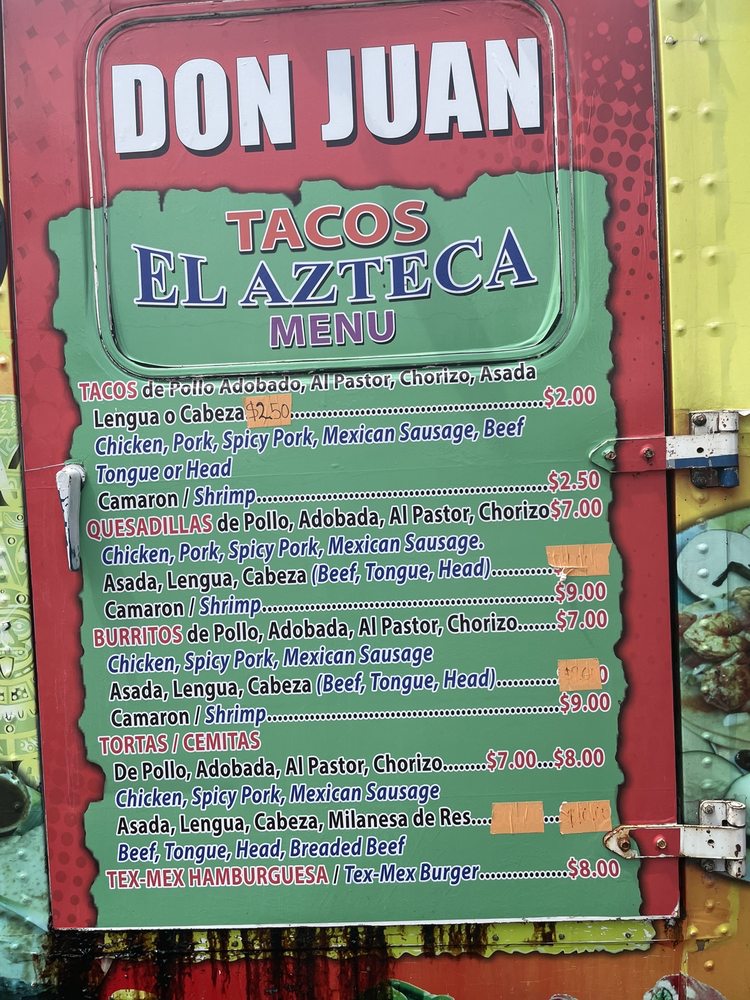 DON JUAN
TACOS
EL AZTECA
MENU
TACOS de Pollo Adobado, Al Pastor, Chorizo, Asada
Lengua o Cabeza $2.50 ........ $2.00
Chicken, Pork, Spicy Pork, Mexican Sausage, Beef
Tongue or Head
Camaron / Shrimp ........ $2.50
QUESADILLAS de Pollo, Adobada, Al Pastor, Chorizo $7.00
Chicken, Pork, Spicy Pork, Mexican Sausage.
Asada, Lengua, Cabeza (Beef, Tongue, Head) ........
Camaron / Shrimp ........ $9.00
BURRITOS de Pollo, Adobada, Al Pastor, Chorizo ....... $7.00
Chicken, Spicy Pork, Mexican Sausage
Asada, Lengua, Cabeza (Beef, Tongue, Head) ........
Camaron / Shrimp ........ $9.00
TORTAS / CEMITAS
De Pollo, Adobada, Al Pastor, Chorizo ........ $7.00...$8.00
Chicken, Spicy Pork, Mexican Sausage
Asada, Lengua, Cabeza, Milanesa de Res.... ...
Beef, Tongue, Head, Breaded Beef
TEX-MEX HAMBURGUESA / Tex-Mex Burger ........ $8.00